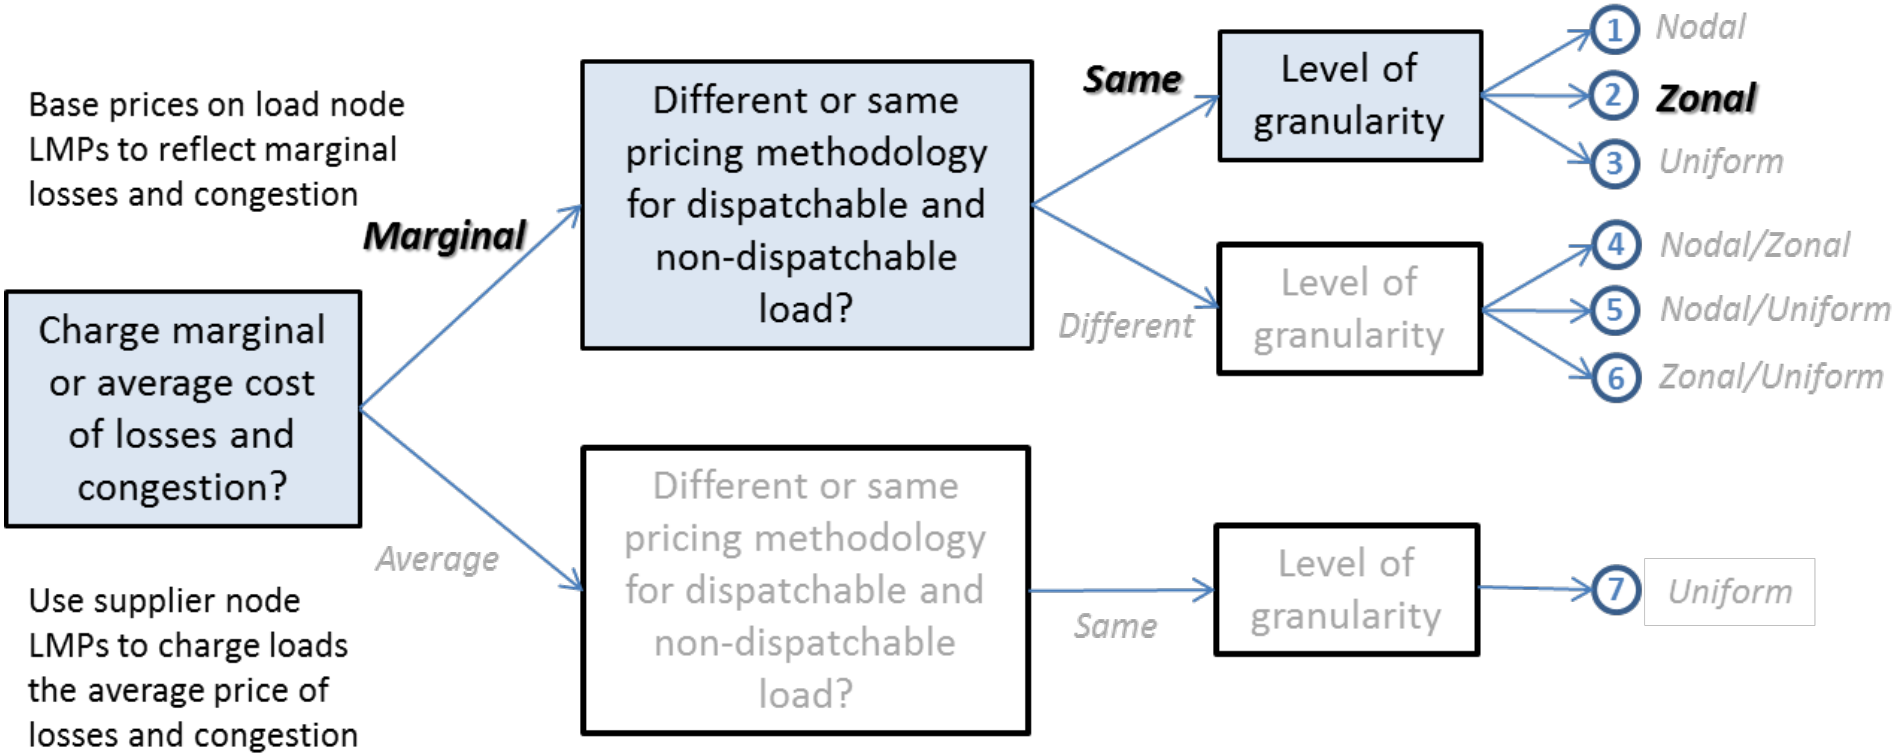 Base prices on load node
LMPs to reflect marginal
losses and congestion
Marginal
Charge marginal
or average cost
of losses and
congestion?
Average
Use supplier node
LMPs to charge loads
the average price of
losses and congestion
Different or same
pricing methodology
for dispatchable and
non-dispatchable
load?
Same
Different
Level of
granularity
1 Nodal
2 Zonal
3 Uniform
Level of
granularity
4 Nodal/Zonal
5 Nodal/Uniform
6 Zonal/Uniform
Different or same
pricing methodology
for dispatchable and
non-dispatchable
load?
Same
Level of
granularity
7 Uniform